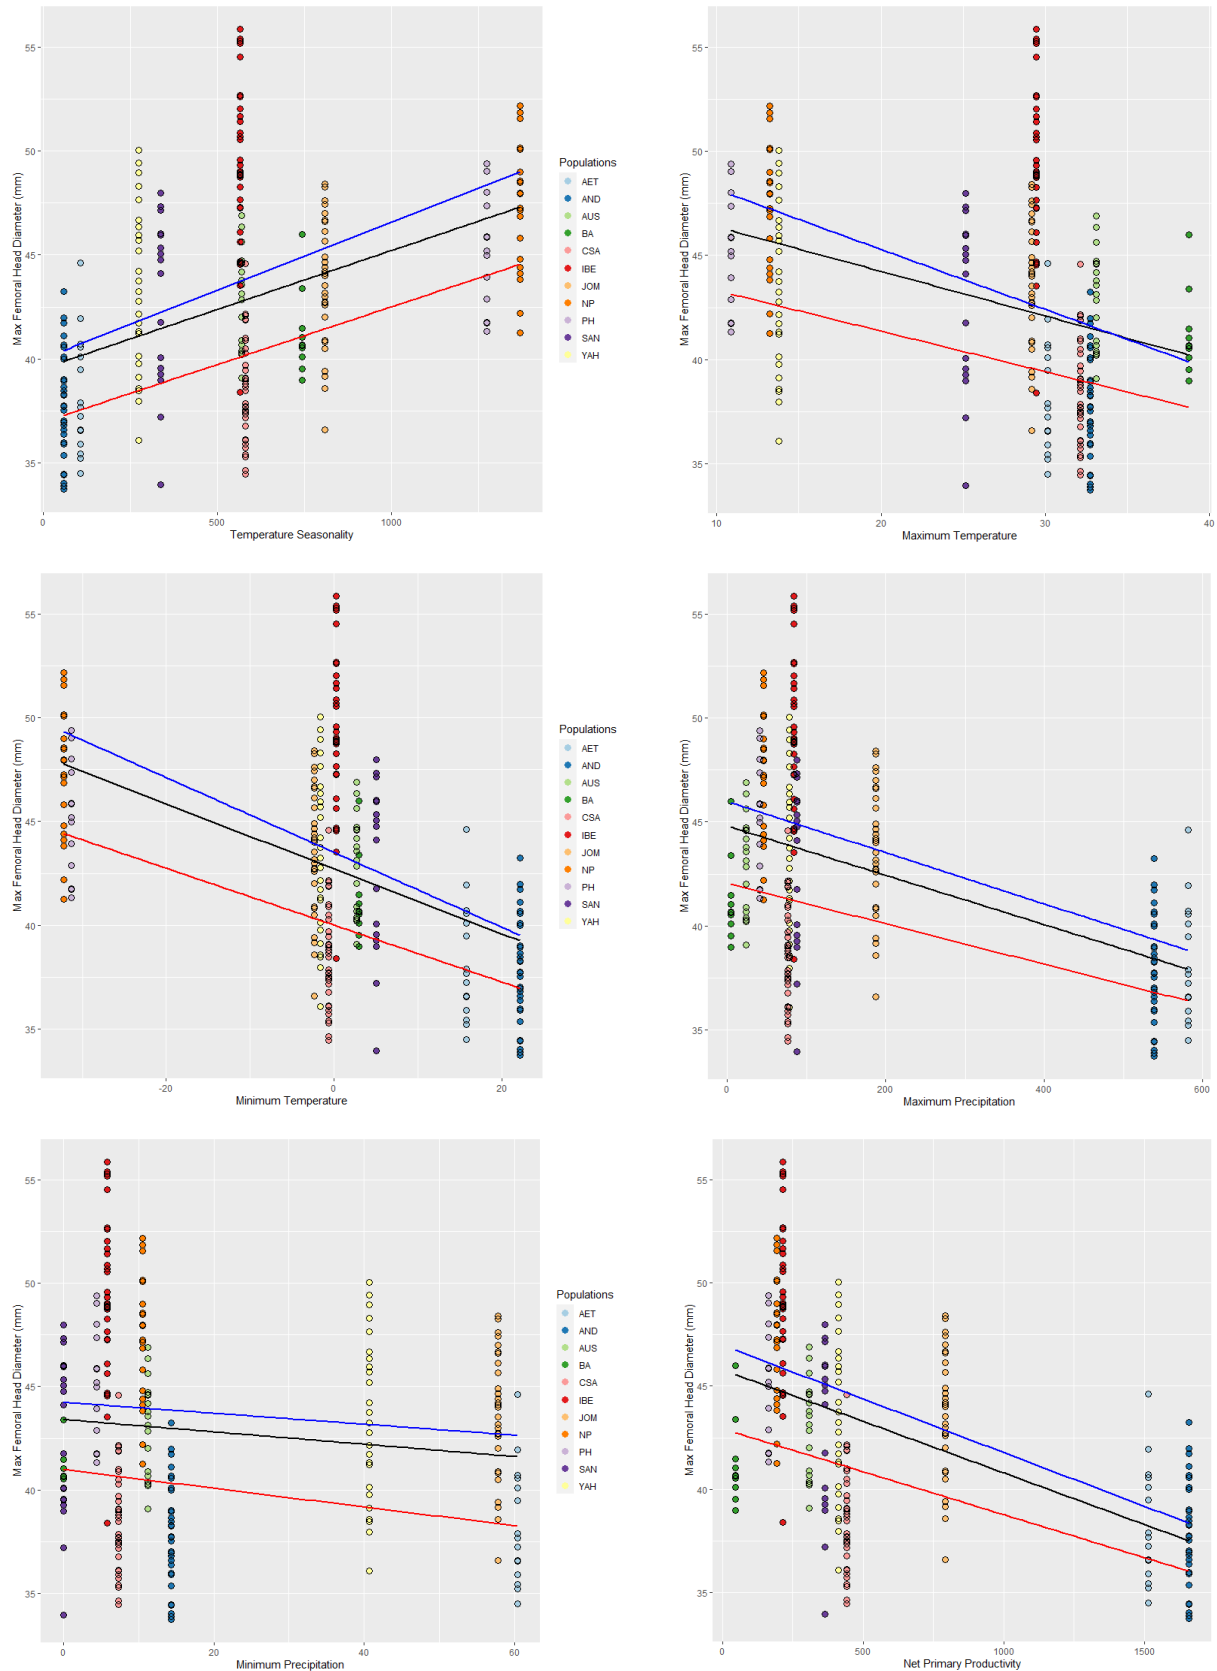 55
50
45
40
35
Max Femoral Head Diameter (mm)
0
500
1000
Temperature Seasonality
Populations
AET
AND
AUS
BA
CSA
IBE
JOM
NP
PH
SAN
YAH
55
50
45
40
35
Max Femoral Head Diameter (mm)
10
20
30
40
Maximum Temperature
55
50
45
40
35
Max Femoral Head Diameter (mm)
-20
0
20
Minimum Temperature
Populations
AET
AND
AUS
BA
CSA
IBE
JOM
NP
PH
SAN
YAH
55
50
45
40
35
Max Femoral Head Diameter (mm)
0
200
400
600
Maximum Precipitation
55
50
45
40
35
Max Femoral Head Diameter (mm)
0
20
40
60
Minimum Precipitation
Populations
AET
AND
AUS
BA
CSA
IBE
JOM
NP
PH
SAN
YAH
55
50
45
40
35
Max Femoral Head Diameter (mm)
0
500
1000
1500
Net Primary Productivity